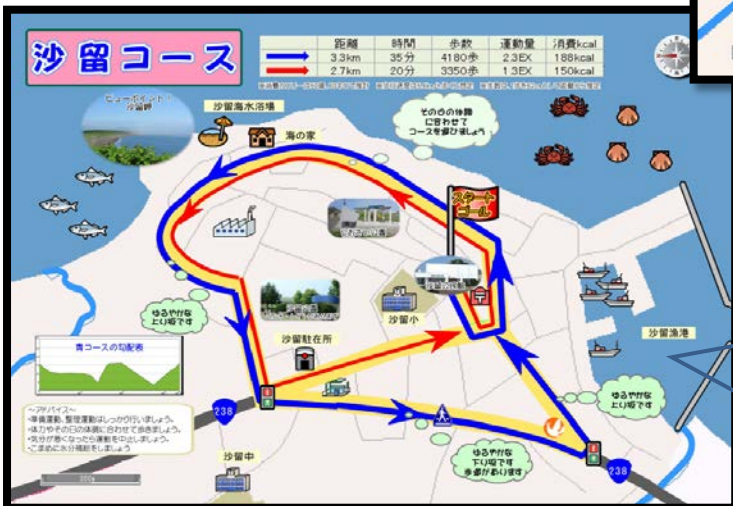 沙留コース
距離 時間 歩数 運動量 消費kcal
3.3km 35分 4180歩 2.3EX 188kcal
2.7km 20分 3350歩 1.3EX 150kcal
ビューポイント
沙留岬
沙留海水浴場
海の家
その日の体調
に合わせて
コースを選びましょう
スタート
ゴール
沙留小
沙留漁港
ゆるやかな
上り坂です
沙留駐在所
青コースの勾配表
ゆるやかな
上り坂です
～アドバイス～
・準備運動、整理運動はしっかり行いましょう。
・体力やその日の体調に合わせて歩きましょう。
・気分が悪くなったら運動を中止しましょう。
・こまめに水分補給をしましょう
238
沙留中
ゆるやかな
下り坂です
歩道があります
238